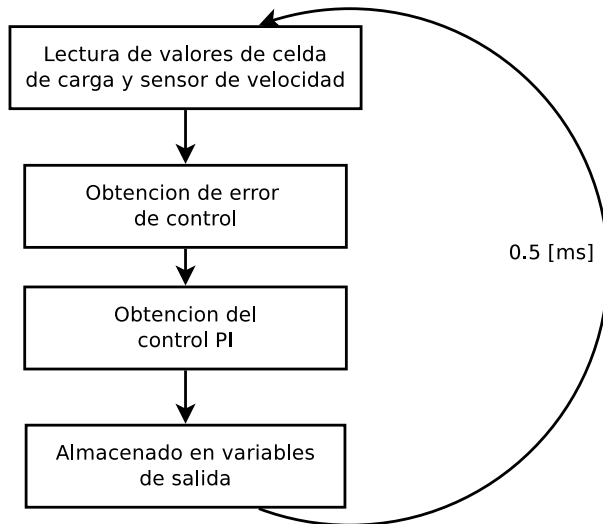 Lectura de valores de celda
de carga y sensor de velocidad
Obtencion de error
de control
0.5 [ms]
Obtencion del
control PI
Almacenado en variables
de salida